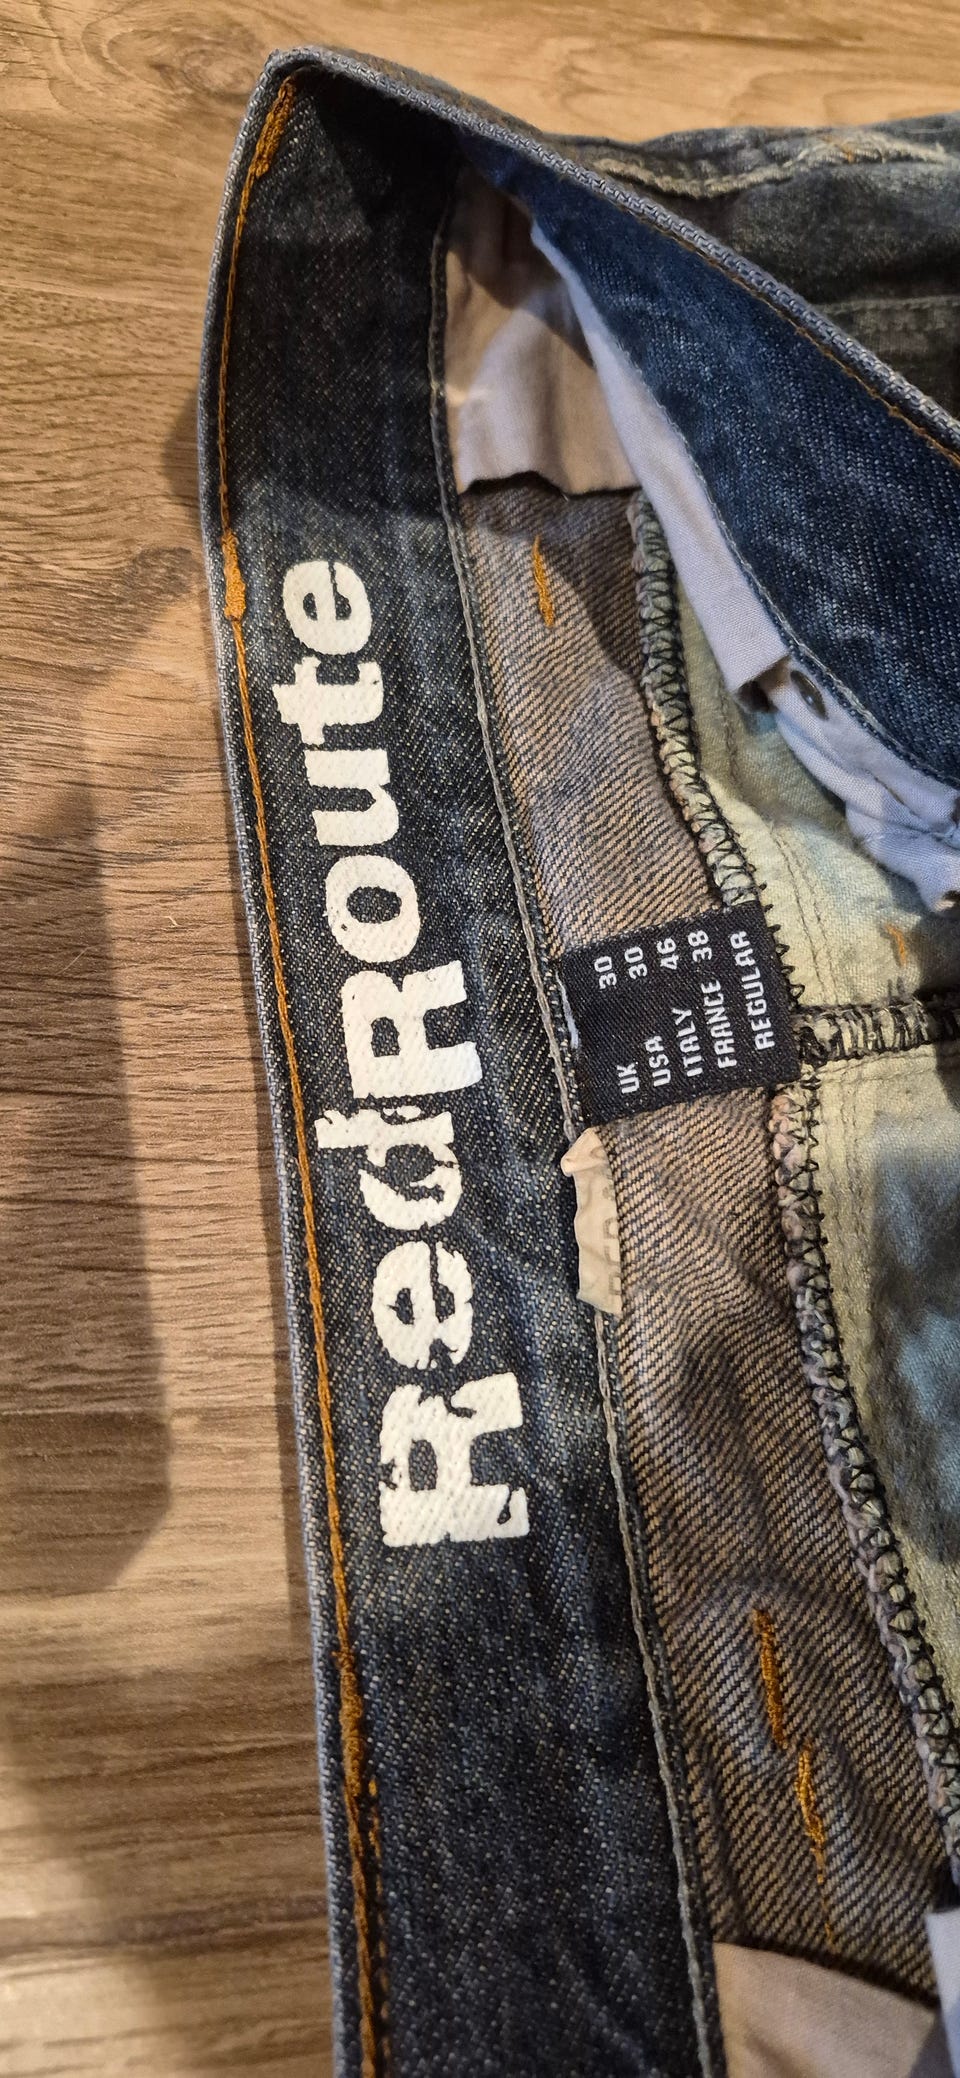 RedRoute
UK 30
USA 30
ITALY 46
FRANCE 38
REGULAR